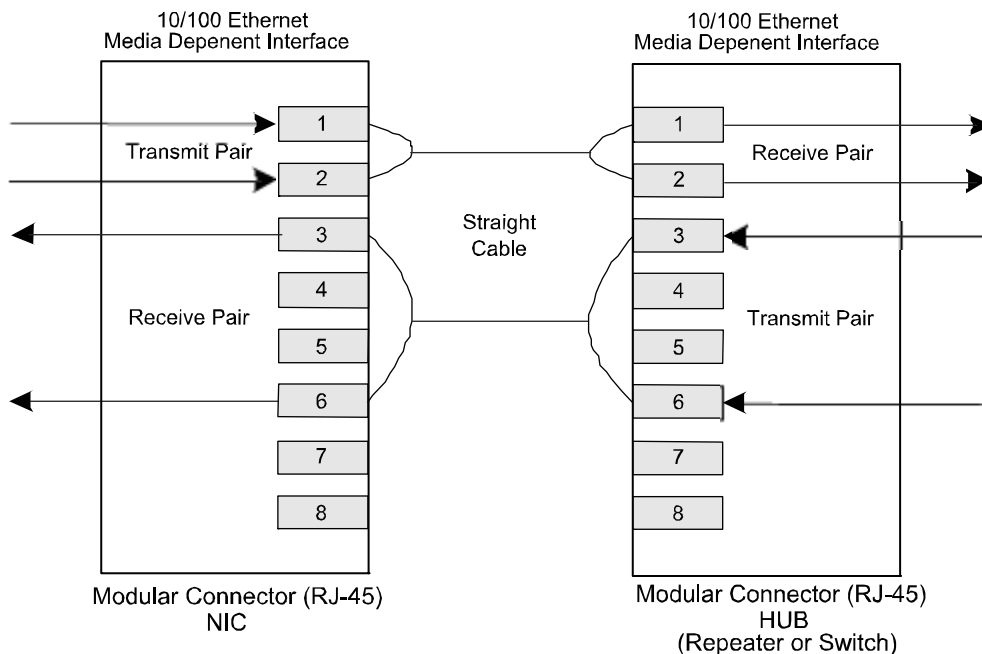 10/100 Ethernet
Media Depenent Interface
1
Transmit Pair
2
3
4
Receive Pair
5
6
7
8
Modular Connector (RJ-45)
NIC
Straight
Cable
10/100 Ethernet
Media Depenent Interface
1
Receive Pair
2
3
4
Transmit Pair
5
6
7
8
Modular Connector (RJ-45)
HUB
(Repeater or Switch)